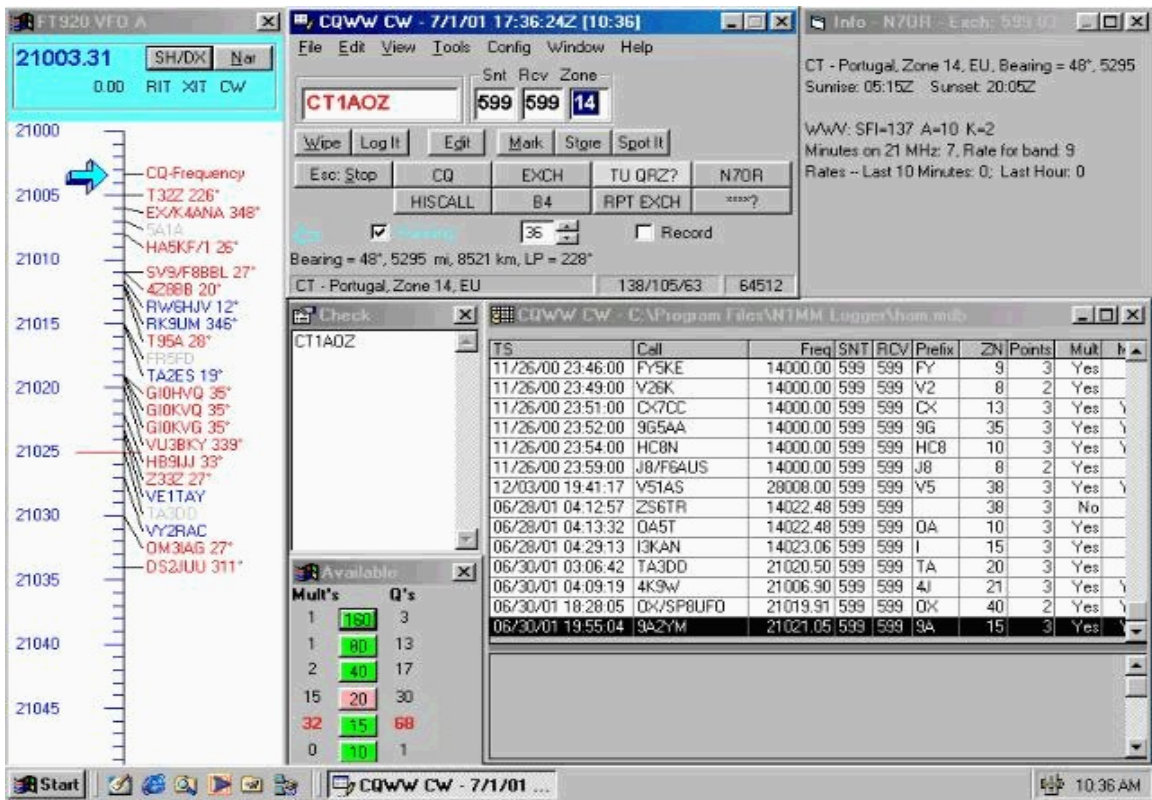 FT920 VFO A
21003.31 SH/DX Nar
0.00 RIT XIT CW
21000
CQ-Frequency
21005
T32Z 226°
EX/K4ANA 348°
5A1A
HA5KF/1 26°
21010
SV9/F8BBL 27°
4Z8BB 20°
RW6HJV 12°
21015
RK9UM 346°
T95A 28°
FR5FD
TA2ES 19°
21020
GI0HVQ 35°
GI0KVQ 35°
GI0KVG 35°
VU3BKY 339°
21025
HB9IJJ 33°
Z33Z 27°
VE1TAY
TA3DD
21030
VY2RAC
OM3IAG 27°
DS2JUU 311°
21035
21040
21045
CQWW CW - 7/1/01 17:36:24Z [10:36]
File Edit View Tools Config Window Help
Snt Rcv Zone
CT1AOZ 599 599 14
Wipe Log It Edit Mark Store Spot It
Esc: Stop CQ EXCH TU QRZ? N7OR
HISCALL B4 RPT EXCH ****?
Running 36 Record
Bearing = 48°, 5295 mi, 8521 km, LP = 228°
CT - Portugal, Zone 14, EU 138/105/63 64512
Info - N7OR - Exch: 599 03
CT - Portugal, Zone 14, EU, Bearing = 48°, 5295
Sunrise: 05:15Z Sunset: 20:05Z
WWV: SFI=137 A=10 K=2
Minutes on 21 MHz: 7, Rate for band: 9
Rates -- Last 10 Minutes: 0; Last Hour: 0
Check
CT1AOZ
Available
Mult's Q's
1 160 3
1 80 13
2 40 17
15 20 30
32 15 68
0 10 1
CQWW CW - C:\Program Files\N1MM Logger\ham.mdb
TS Call Freq SNT RCV Prefix ZN Points Mult
11/26/00 23:46:00 FY5KE 14000.00 599 599 FY 9 3 Yes
11/26/00 23:49:00 V26K 14000.00 599 599 V2 8 2 Yes
11/26/00 23:51:00 CX7CC 14000.00 599 599 CX 13 3 Yes
11/26/00 23:52:00 9G5AA 14000.00 599 599 9G 35 3 Yes
11/26/00 23:54:00 HC8N 14000.00 599 599 HC8 10 3 Yes
11/26/00 23:59:00 J8/F6AUS 14000.00 599 599 J8 8 2 Yes
12/03/00 19:41:17 V51AS 28008.00 599 599 V5 38 3 Yes
06/28/01 04:12:57 ZS6TR 14022.48 599 599 38 3 No
06/28/01 04:13:32 OA5T 14022.48 599 599 OA 10 3 Yes
06/28/01 04:29:13 I3KAN 14023.06 599 599 I 15 3 Yes
06/30/01 03:06:42 TA3DD 21020.50 599 599 TA 20 3 Yes
06/30/01 04:09:19 4K9W 21006.90 599 599 4J 21 3 Yes
06/30/01 18:28:05 OX/SP8UFO 21019.91 599 599 OX 40 2 Yes
06/30/01 19:55:04 9A2YM 21021.05 599 599 9A 15 3 Yes
Start CQWW CW - 7/1/01 ... 10:36 AM